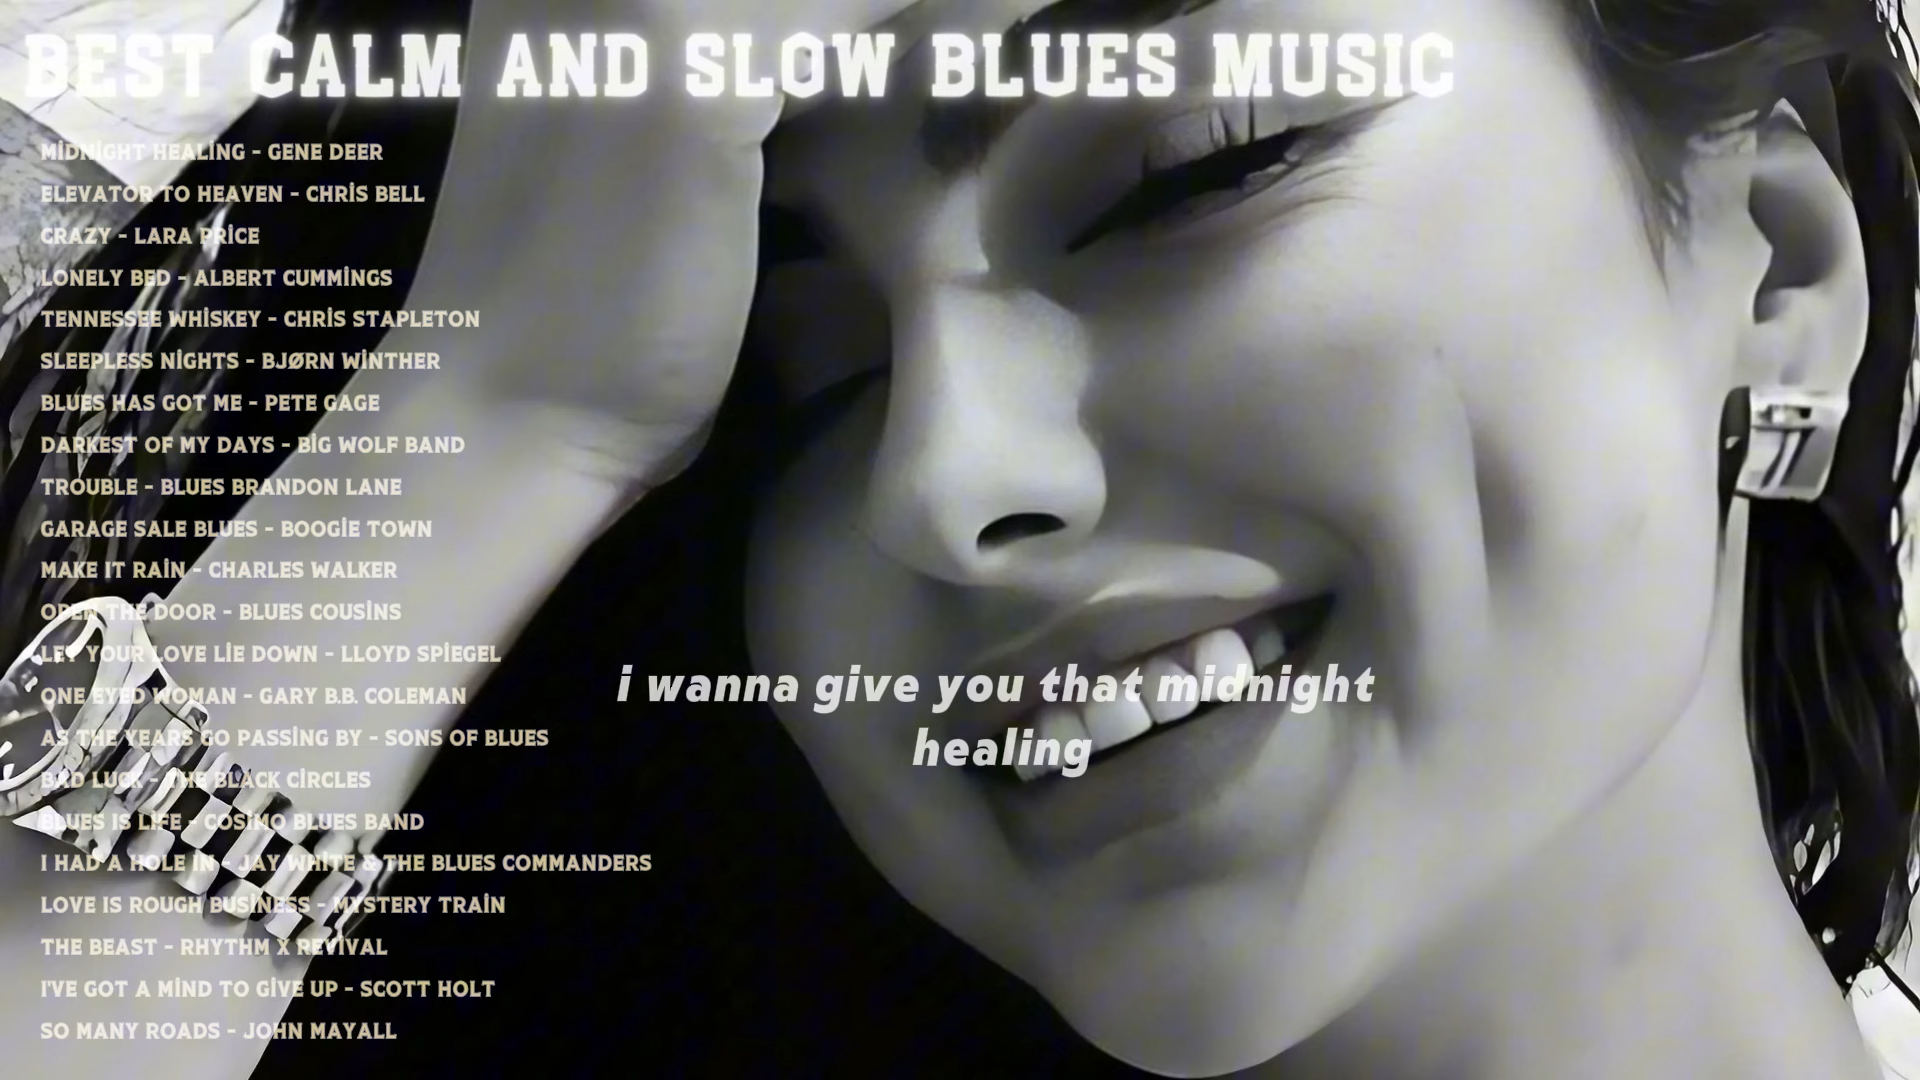 BEST CALM AND SLOW BLUES MUSIC
MIDNIGHT HEALING - GENE DEER
ELEVATOR TO HEAVEN - CHRIS BELL
CRAZY - LARA PRICE
LONELY BED - ALBERT CUMMINGS
TENNESSEE WHISKEY - CHRIS STAPLETON
SLEEPLESS NIGHTS - BJØRN WINTHER
BLUES HAS GOT ME - PETE GAGE
DARKEST OF MY DAYS - BIG WOLF BAND
TROUBLE - BLUES BRANDON LANE
GARAGE SALE BLUES - BOOGIE TOWN
MAKE IT RAIN - CHARLES WALKER
OPEN THE DOOR - BLUES COUSINS
LET YOUR LOVE LIE DOWN - LLOYD SPIEGEL
ONE EYED WOMAN - GARY B.B. COLEMAN
AS THE YEARS GO PASSING BY - SONS OF BLUES
BAD LUCK - THE BLACK CIRCLES
BLUES IS LIFE - COSIMO BLUES BAND
I HAD A HOLE IN - JAY WHITE & THE BLUES COMMANDERS
LOVE IS ROUGH BUSINESS - MYSTERY TRAIN
THE BEAST - RHYTHM X REVIVAL
I'VE GOT A MIND TO GIVE UP - SCOTT HOLT
SO MANY ROADS - JOHN MAYALL
i wanna give you that midnight
healing